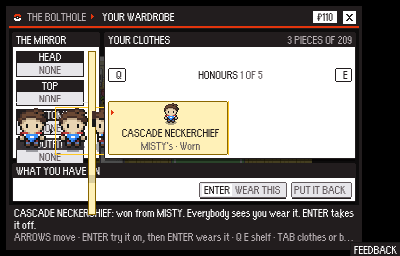 THE BOLTHOLE ▸ YOUR WARDROBE
₽110 X
THE MIRROR
YOUR CLOTHES
3 PIECES OF 209
HEAD
NONE
TOP
Q HONOURS 1 OF 5 E
NONE
CASCADE NECKERCHIEF
MISTY's · Worn
WHAT YOU HAVE
ENTER WEAR THIS
PUT IT BACK
CASCADE NECKERCHIEF: won from MISTY. Everybody sees you wear it. ENTER takes
it off.
ARROWS move · ENTER try it on, then ENTER wears it · Q E shelf · TAB clothes or b…
FEEDBACK